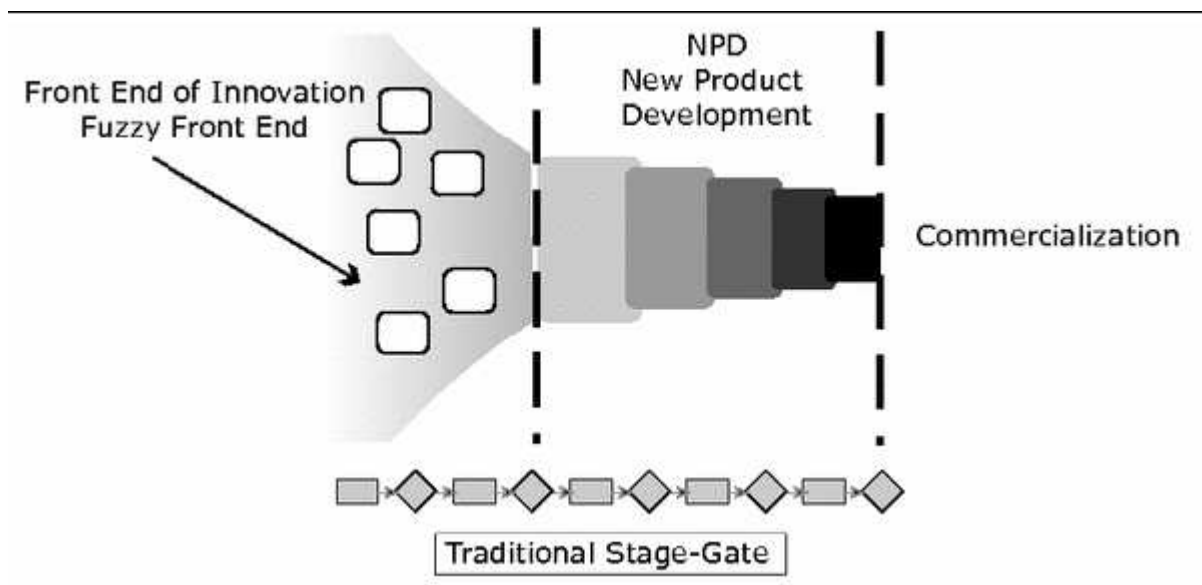 Front End of Innovation
Fuzzy Front End
NPD
New Product
Development
Commercialization
Traditional Stage-Gate